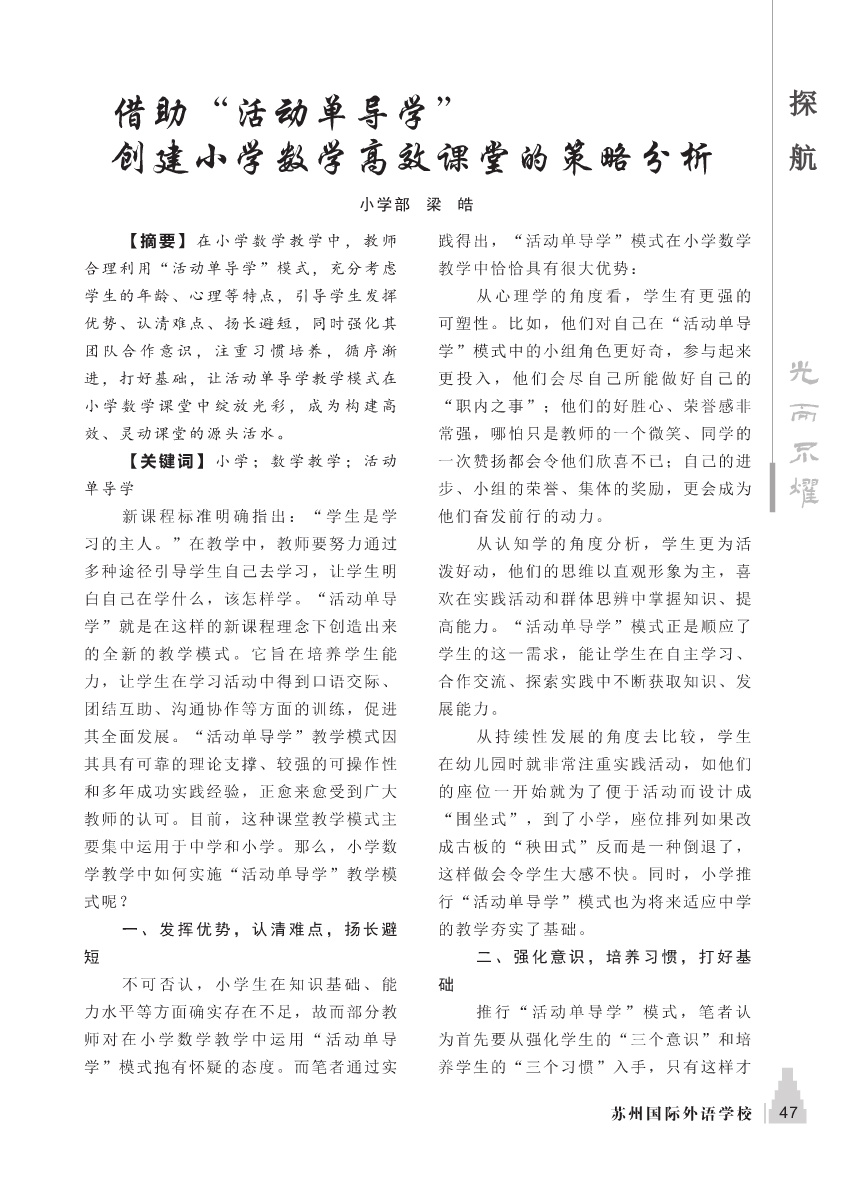 借助“活动单导学”
创建小学数学高效课堂的策略分析
小学部 梁 皓
【摘要】在小学数学教学中，教师
合理利用“活动单导学”模式，充分考虑
学生的年龄、心理等特点，引导学生发挥
优势、认清难点、扬长避短，同时强化其
团队合作意识，注重习惯培养，循序渐
进，打好基础，让活动单导学教学模式在
小学数学课堂中绽放光彩，成为构建高
效、灵动课堂的源头活水。
【关键词】小学；数学教学；活动
单导学
新课程标准明确指出：“学生是学
习的主人。”在教学中，教师要努力通过
多种途径引导学生自己去学习，让学生明
白自己在学什么，该怎样学。“活动单导
学”就是在这样的新课程理念下创造出来
的全新的教学模式。它旨在培养学生能
力，让学生在学习活动中得到口语交际、
团结互助、沟通协作等方面的训练，促进
其全面发展。“活动单导学”教学模式因
其具有可靠的理论支撑、较强的可操作性
和多年成功实践经验，正愈来愈受到广大
教师的认可。目前，这种课堂教学模式主
要集中运用于中学和小学。那么，小学数
学教学中如何实施“活动单导学”教学模
式呢？
一、发挥优势，认清难点，扬长避
短
不可否认，小学生在知识基础、能
力水平等方面确实存在不足，故而部分教
师对在小学数学教学中运用“活动单导
学”模式抱有怀疑的态度。而笔者通过实
践得出，“活动单导学”模式在小学数学
教学中恰恰具有很大优势：
从心理学的角度看，学生有更强的
可塑性。比如，他们对自己在“活动单导
学”模式中的小组角色更好奇，参与起来
更投入，他们会尽自己所能做好自己的
“职内之事”；他们的好胜心、荣誉感非
常强，哪怕只是教师的一个微笑、同学的
一次赞扬都会令他们欣喜不已；自己的进
步、小组的荣誉、集体的奖励，更会成为
他们奋发前行的动力。
从认知学的角度分析，学生更为活
泼好动，他们的思维以直观形象为主，喜
欢在实践活动和群体思辨中掌握知识、提
高能力。“活动单导学”模式正是顺应了
学生的这一需求，能让学生在自主学习、
合作交流、探索实践中不断获取知识、发
展能力。
从持续性发展的角度去比较，学生
在幼儿园时就非常注重实践活动，如他们
的座位一开始就为了便于活动而设计成
“围坐式”，到了小学，座位排列如果改
成古板的“秧田式”反而是一种倒退了，
这样做会令学生大感不快。同时，小学推
行“活动单导学”模式也为将来适应中学
的教学夯实了基础。
二、强化意识，培养习惯，打好基
础
推行“活动单导学”模式，笔者认
为首先要从强化学生的“三个意识”和培
养学生的“三个习惯”入手，只有这样才
探航
光而不耀
苏州国际外语学校 47